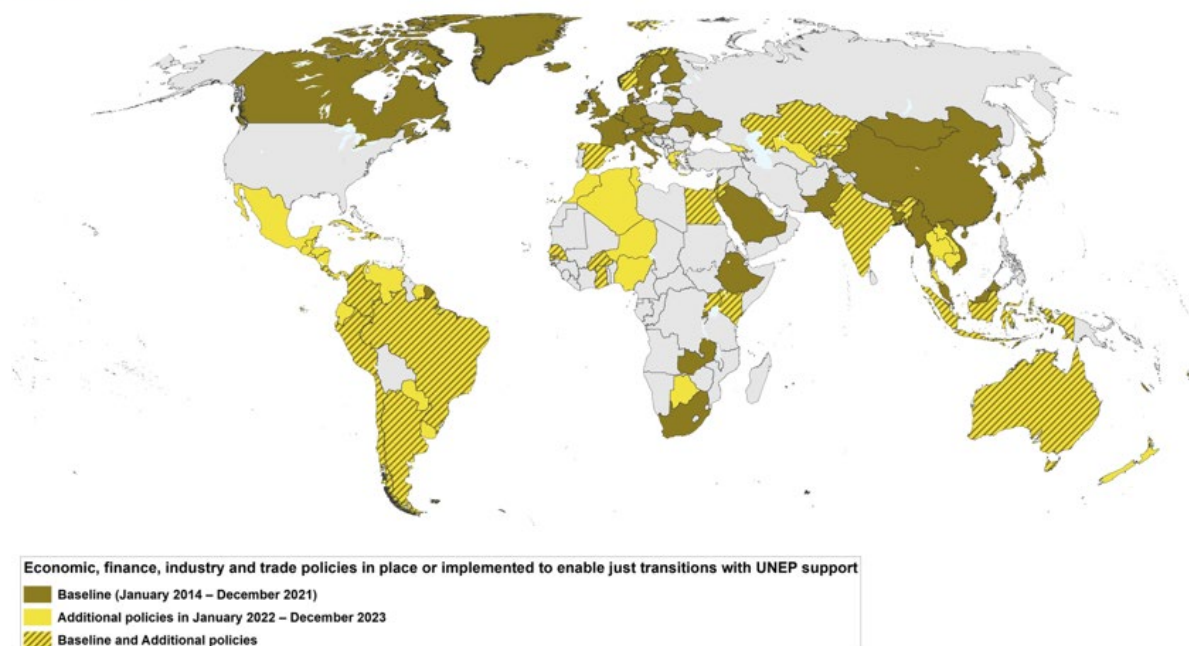 Economic, finance, industry and trade policies in place or implemented to enable just transitions with UNEP support
Baseline (January 2014 – December 2021)
Additional policies in January 2022 – December 2023
Baseline and Additional policies